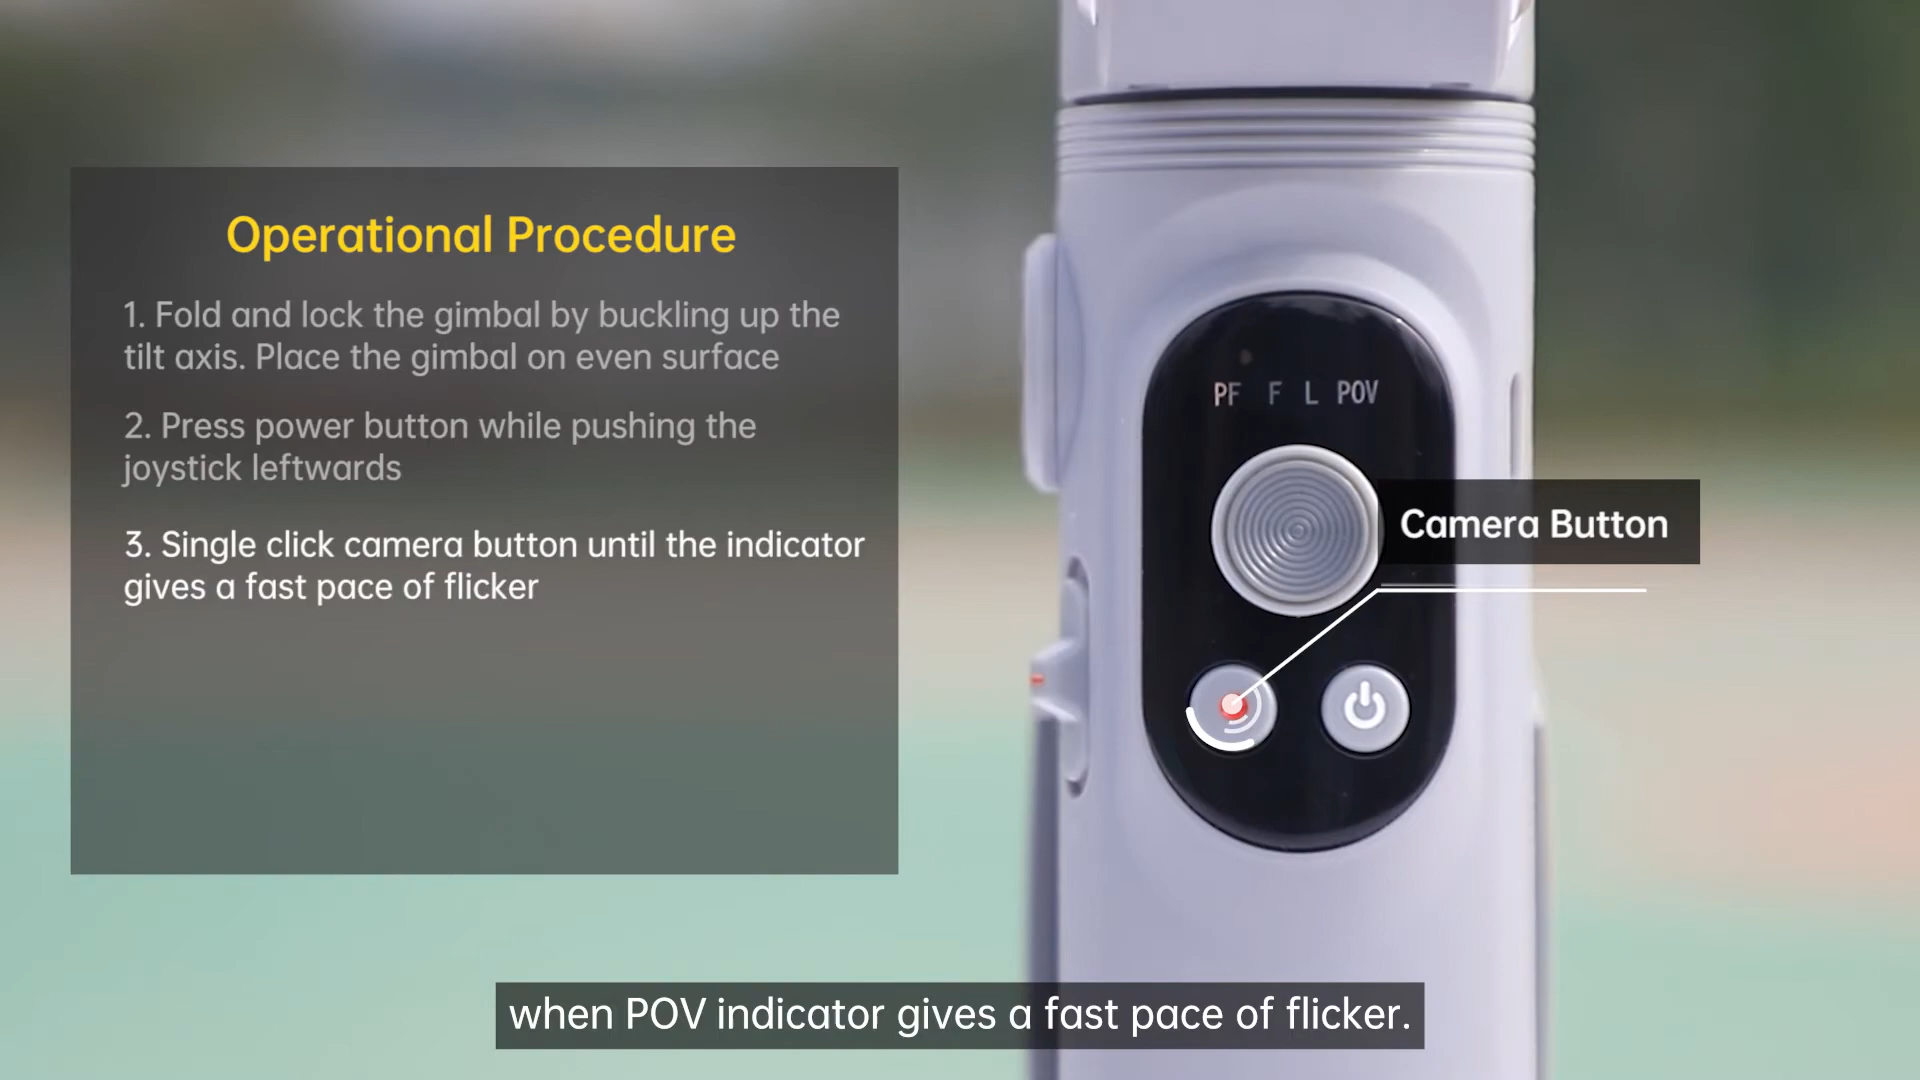 Operational Procedure
1. Fold and lock the gimbal by buckling up the
tilt axis. Place the gimbal on even surface
2. Press power button while pushing the
joystick leftwards
3. Single click camera button until the indicator
gives a fast pace of flicker
PF F L POV
Camera Button
when POV indicator gives a fast pace of flicker.